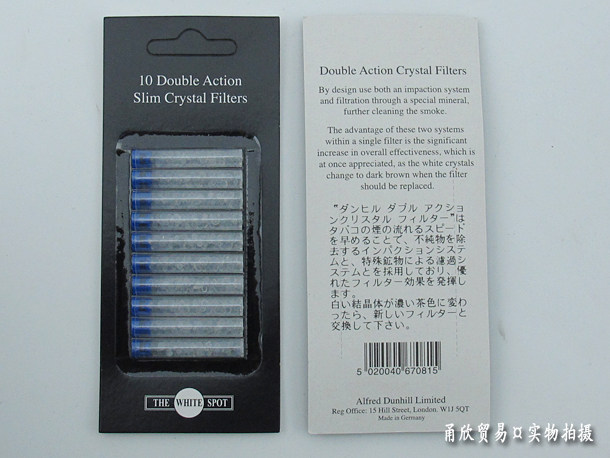 10 Double Action
Slim Crystal Filters
THE WHITE SPOT
Double Action Crystal Filters
By design use both an impaction system
and filtration through a special mineral,
further cleaning the smoke.
The advantage of these two systems
within a single filter is the significant
increase in overall effectiveness, which is
at once appreciated, as the white crystals
change to dark brown when the filter
should be replaced.
"ダンヒル ダブル アクショ
ンクリスタル フィルター"は
タバコの煙の流れるスピード
を早めることで、不純物を除
去するインパクションシステ
ムと、特殊鉱物による濾過シ
ステムとを採用しており、優
れたフィルター効果を発揮し
ます。
白い結晶体が濃い茶色に変わ
ったら、新しいフィルターと
交換して下さい。
5 020040 670815
Alfred Dunhill Limited
Reg Office: 15 Hill Street, London. W1J 5QT
Made in Germany
甬欣贸易口实物拍摄